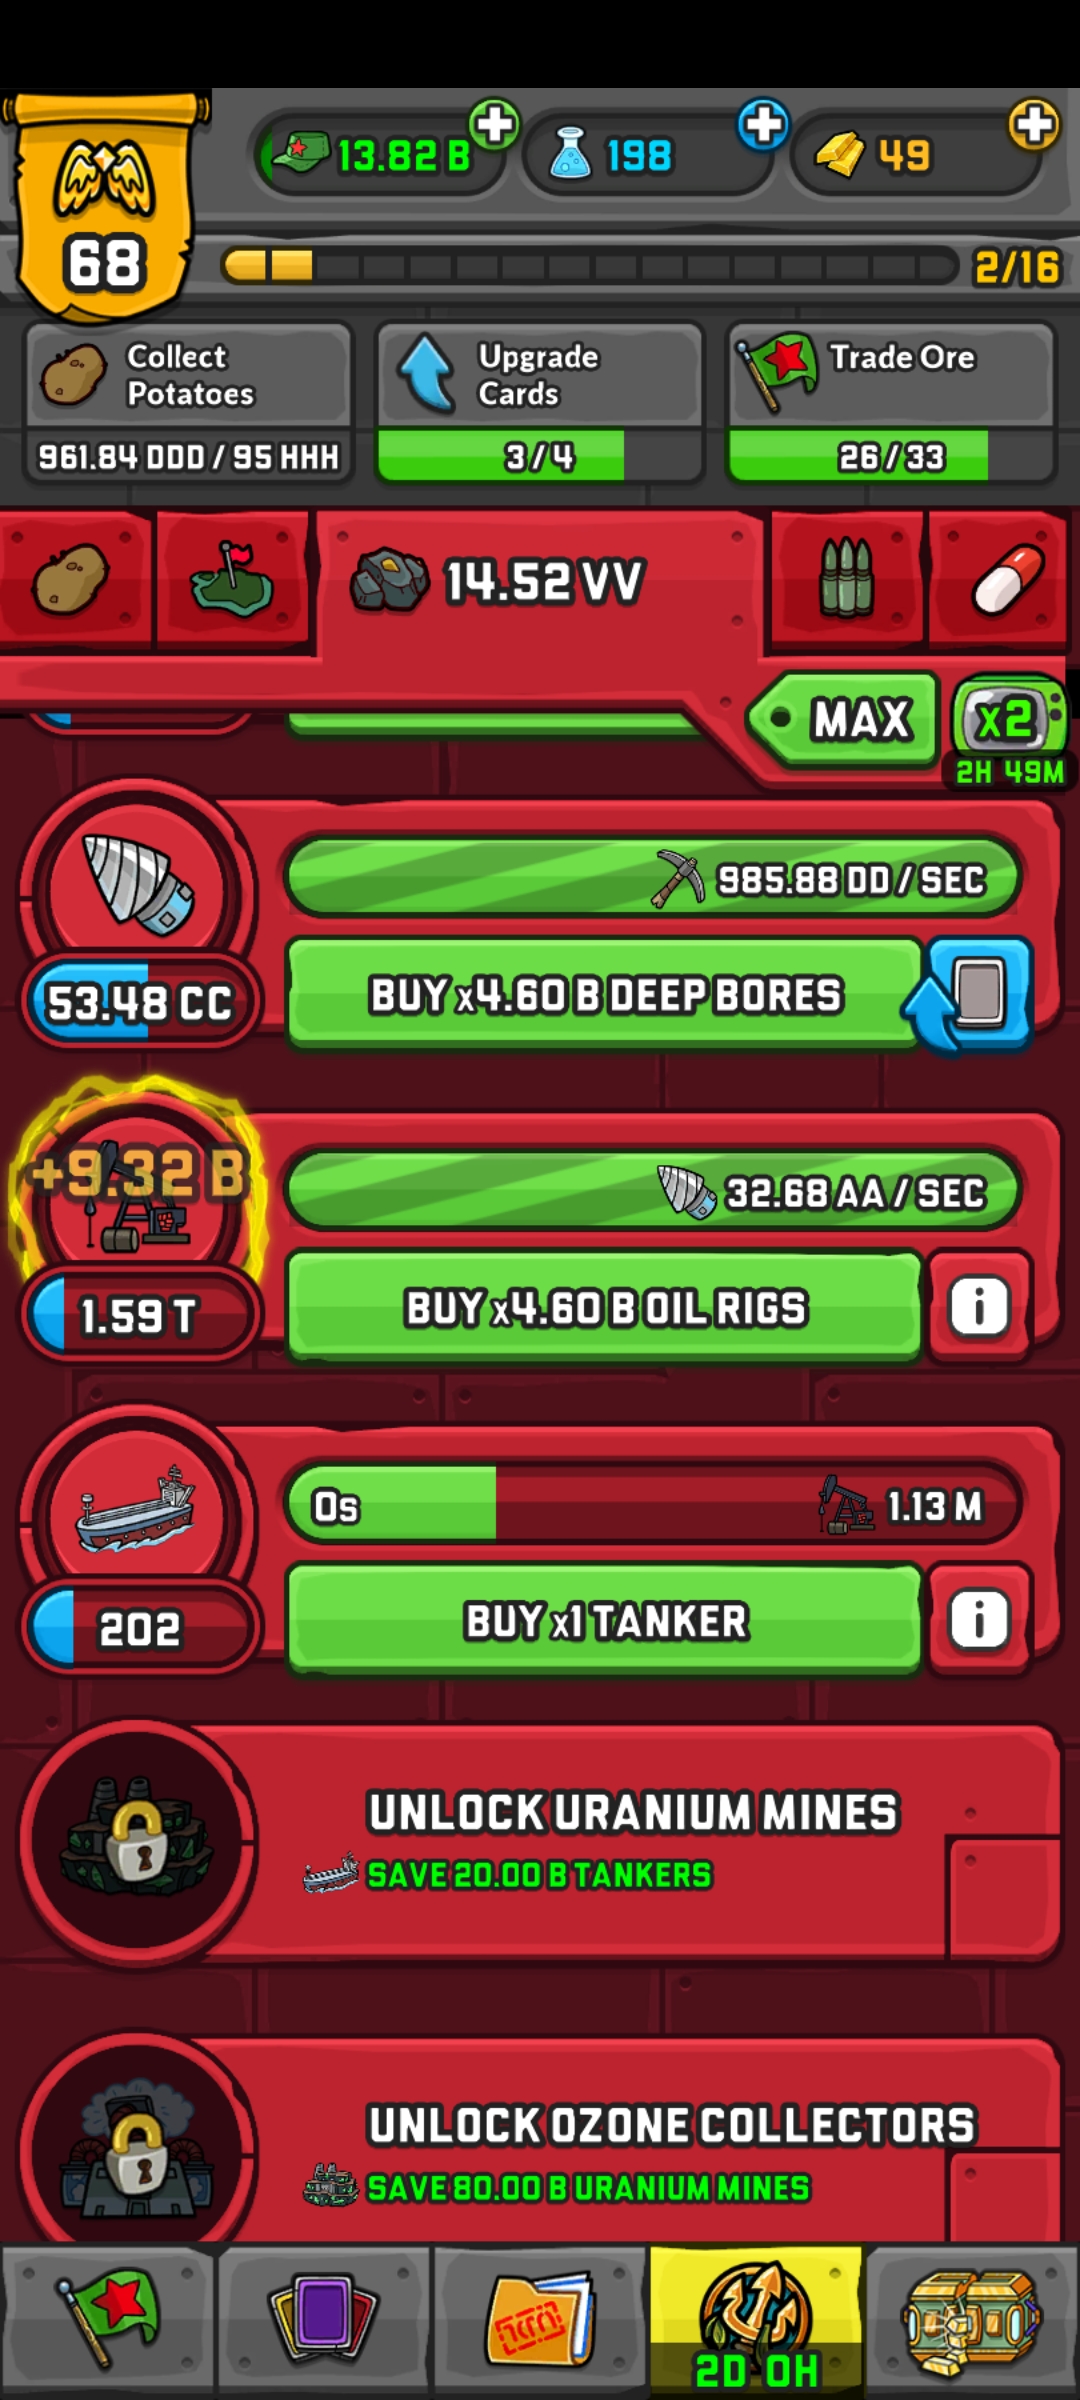 13.82 B
198
49
68
2/16
Collect
Potatoes
961.84 DDD / 95 HHH
Upgrade
Cards
3/4
Trade Ore
26/33
14.52 VV
MAX
x2
2H 49M
985.88 DD / SEC
53.48 CC
BUY x4.60 B DEEP BORES
+9.32 B
32.68 AA / SEC
1.59 T
BUY x4.60 B OIL RIGS
i
0s
1.13 M
202
BUY x1 TANKER
i
UNLOCK URANIUM MINES
SAVE 20.00 B TANKERS
UNLOCK OZONE COLLECTORS
SAVE 80.00 B URANIUM MINES
2D 0H